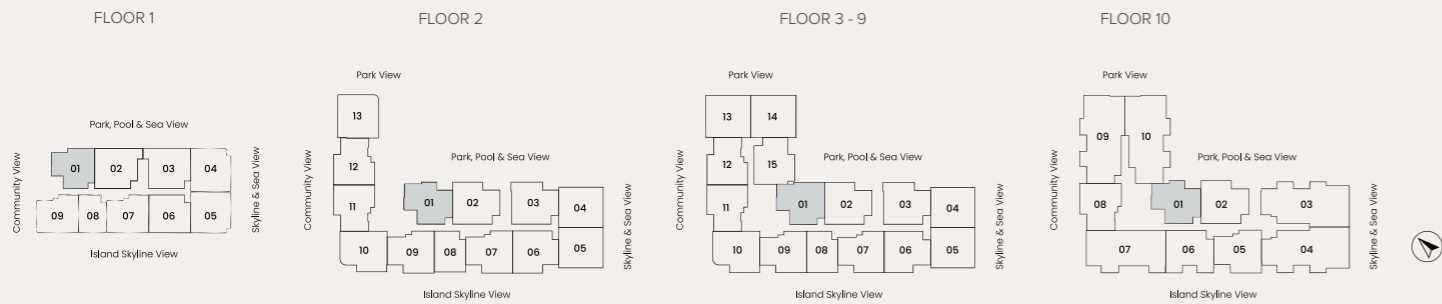 FLOOR 1
Park, Pool & Sea View
Community View
01
02
03
04
09
08
07
06
05
Skyline & Sea View
Island Skyline View
FLOOR 2
Park View
13
12
Park, Pool & Sea View
Community View
11
01
02
03
04
10
09
08
07
06
05
Skyline & Sea View
Island Skyline View
FLOOR 3 - 9
Park View
13
14
12
15
Park, Pool & Sea View
Community View
11
01
02
03
04
10
09
08
07
06
05
Skyline & Sea View
Island Skyline View
FLOOR 10
Park View
09
10
Park, Pool & Sea View
Community View
08
01
02
03
07
06
05
04
Skyline & Sea View
Island Skyline View